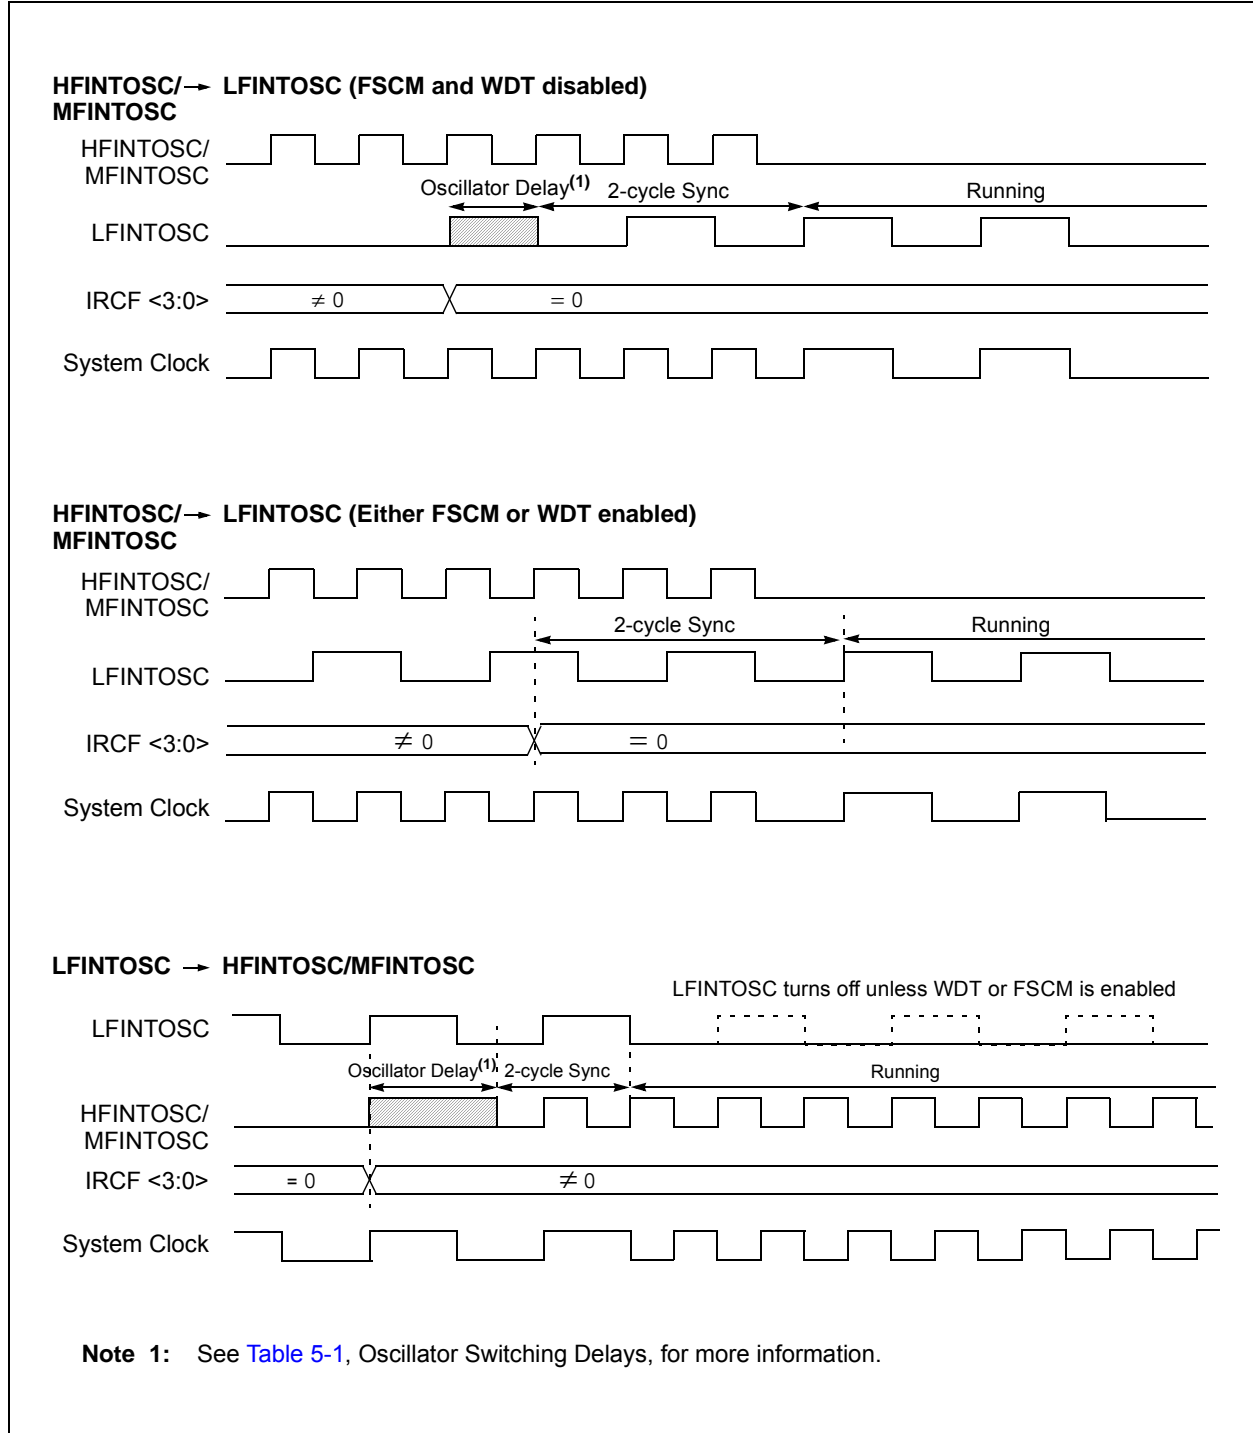 HFINTOSC/→ LFINTOSC (FSCM and WDT disabled)
MFINTOSC
HFINTOSC/
MFINTOSC
Oscillator Delay(1) 2-cycle Sync Running
LFINTOSC
IRCF <3:0> ≠ 0 = 0
System Clock
HFINTOSC/→ LFINTOSC (Either FSCM or WDT enabled)
MFINTOSC
HFINTOSC/
MFINTOSC
2-cycle Sync Running
LFINTOSC
IRCF <3:0> ≠ 0 = 0
System Clock
LFINTOSC → HFINTOSC/MFINTOSC
LFINTOSC turns off unless WDT or FSCM is enabled
LFINTOSC
Oscillator Delay(1) 2-cycle Sync Running
HFINTOSC/
MFINTOSC
IRCF <3:0> = 0 ≠ 0
System Clock
Note 1: See Table 5-1, Oscillator Switching Delays, for more information.